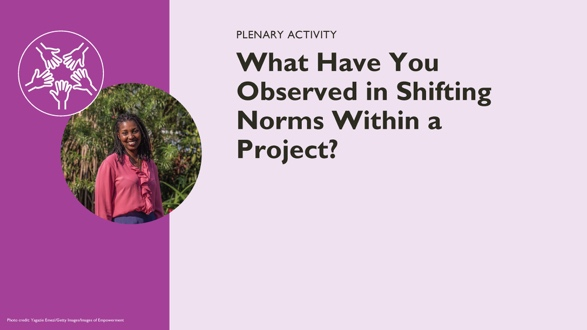 PLENARY ACTIVITY
What Have You
Observed in Shifting
Norms Within a
Project?
Photo credit: Yagazie Emezi/Getty Images/Images of Empowerment